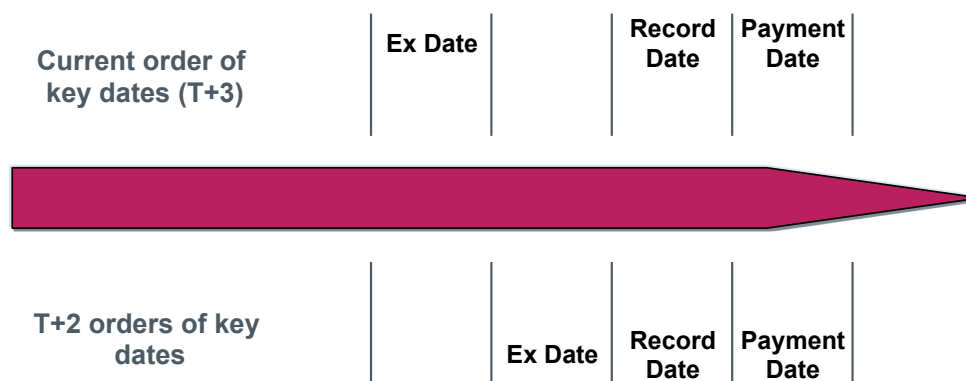 Current order of
key dates (T+3)
Ex Date
Record
Date
Payment
Date
T+2 orders of key
dates
Ex Date
Record
Date
Payment
Date